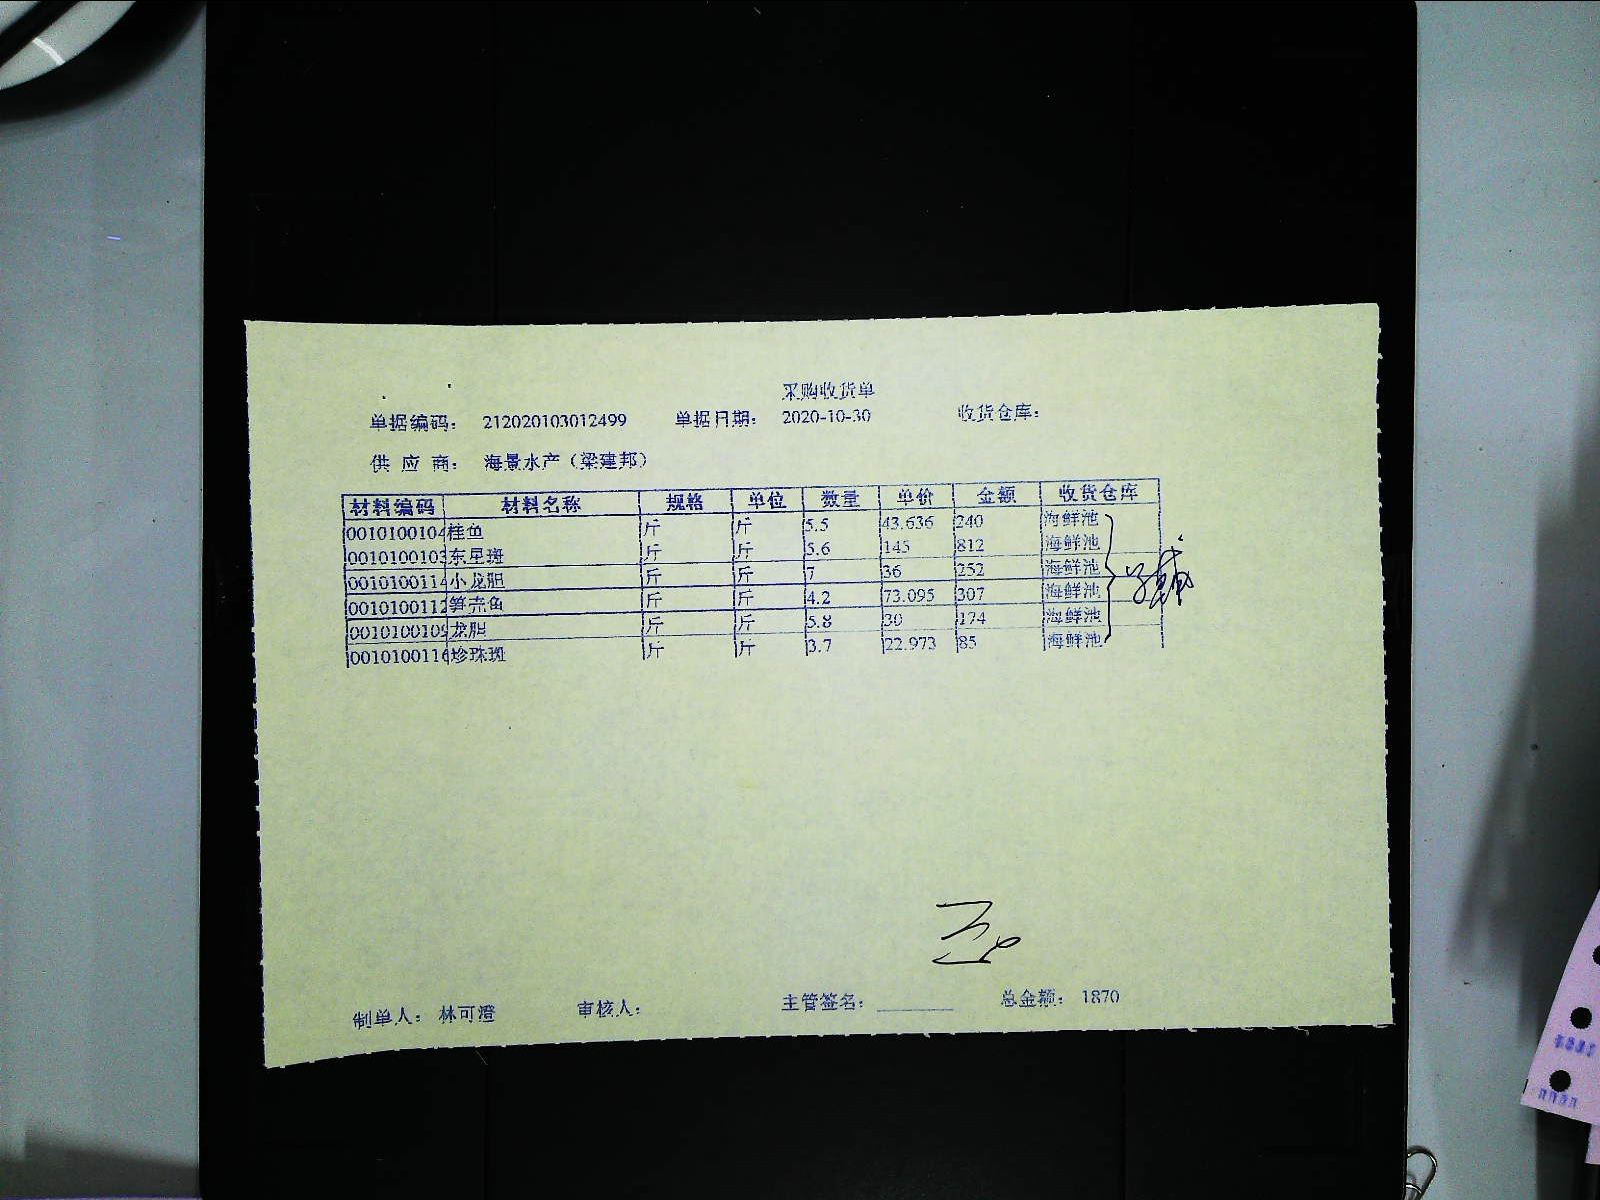 采购收货单
单据编码： 212020103012499 单据日期： 2020-10-30 收货仓库：
供 应 商： 海景水产（梁建邦）
材料编码 材料名称 规格 单位 数量 单价 金额 收货仓库
0010100104 桂鱼 斤 斤 5.5 43.636 240 海鲜池
0010100103 东星斑 斤 斤 5.6 145 812 海鲜池
0010100114 小龙胆 斤 斤 7 36 252 海鲜池
0010100112 笋壳鱼 斤 斤 4.2 73.095 307 海鲜池
0010100109 龙胆 斤 斤 5.8 30 174 海鲜池
0010100116 珍珠斑 斤 斤 3.7 22.973 85 海鲜池
制单人： 林可澄 审核人： 主管签名： 总金额： 1870